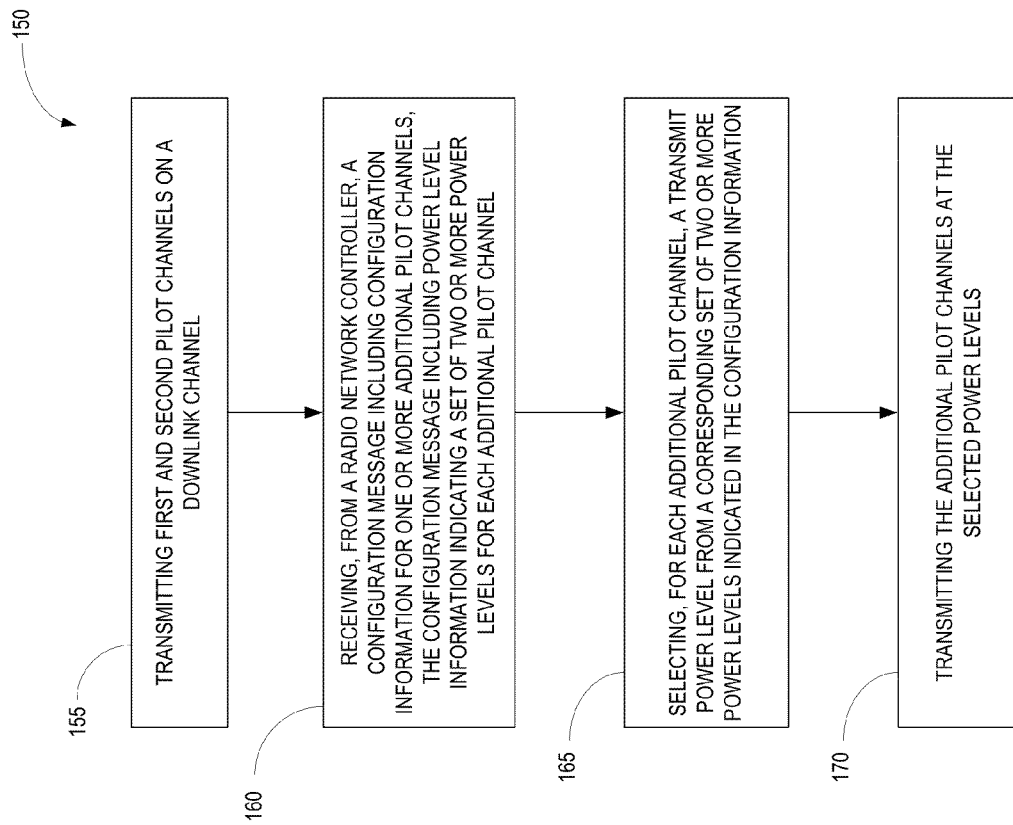 150
155
TRANSMITTING FIRST AND SECOND PILOT CHANNELS ON A
DOWNLINK CHANNEL
160
RECEIVING, FROM A RADIO NETWORK CONTROLLER, A
CONFIGURATION MESSAGE INCLUDING CONFIGURATION
INFORMATION FOR ONE OR MORE ADDITIONAL PILOT CHANNELS,
THE CONFIGURATION MESSAGE INCLUDING POWER LEVEL
INFORMATION INDICATING A SET OF TWO OR MORE POWER
LEVELS FOR EACH ADDITIONAL PILOT CHANNEL
165
SELECTING, FOR EACH ADDITIONAL PILOT CHANNEL, A TRANSMIT
POWER LEVEL FROM A CORRESPONDING SET OF TWO OR MORE
POWER LEVELS INDICATED IN THE CONFIGURATION INFORMATION
170
TRANSMITTING THE ADDITIONAL PILOT CHANNELS AT THE
SELECTED POWER LEVELS